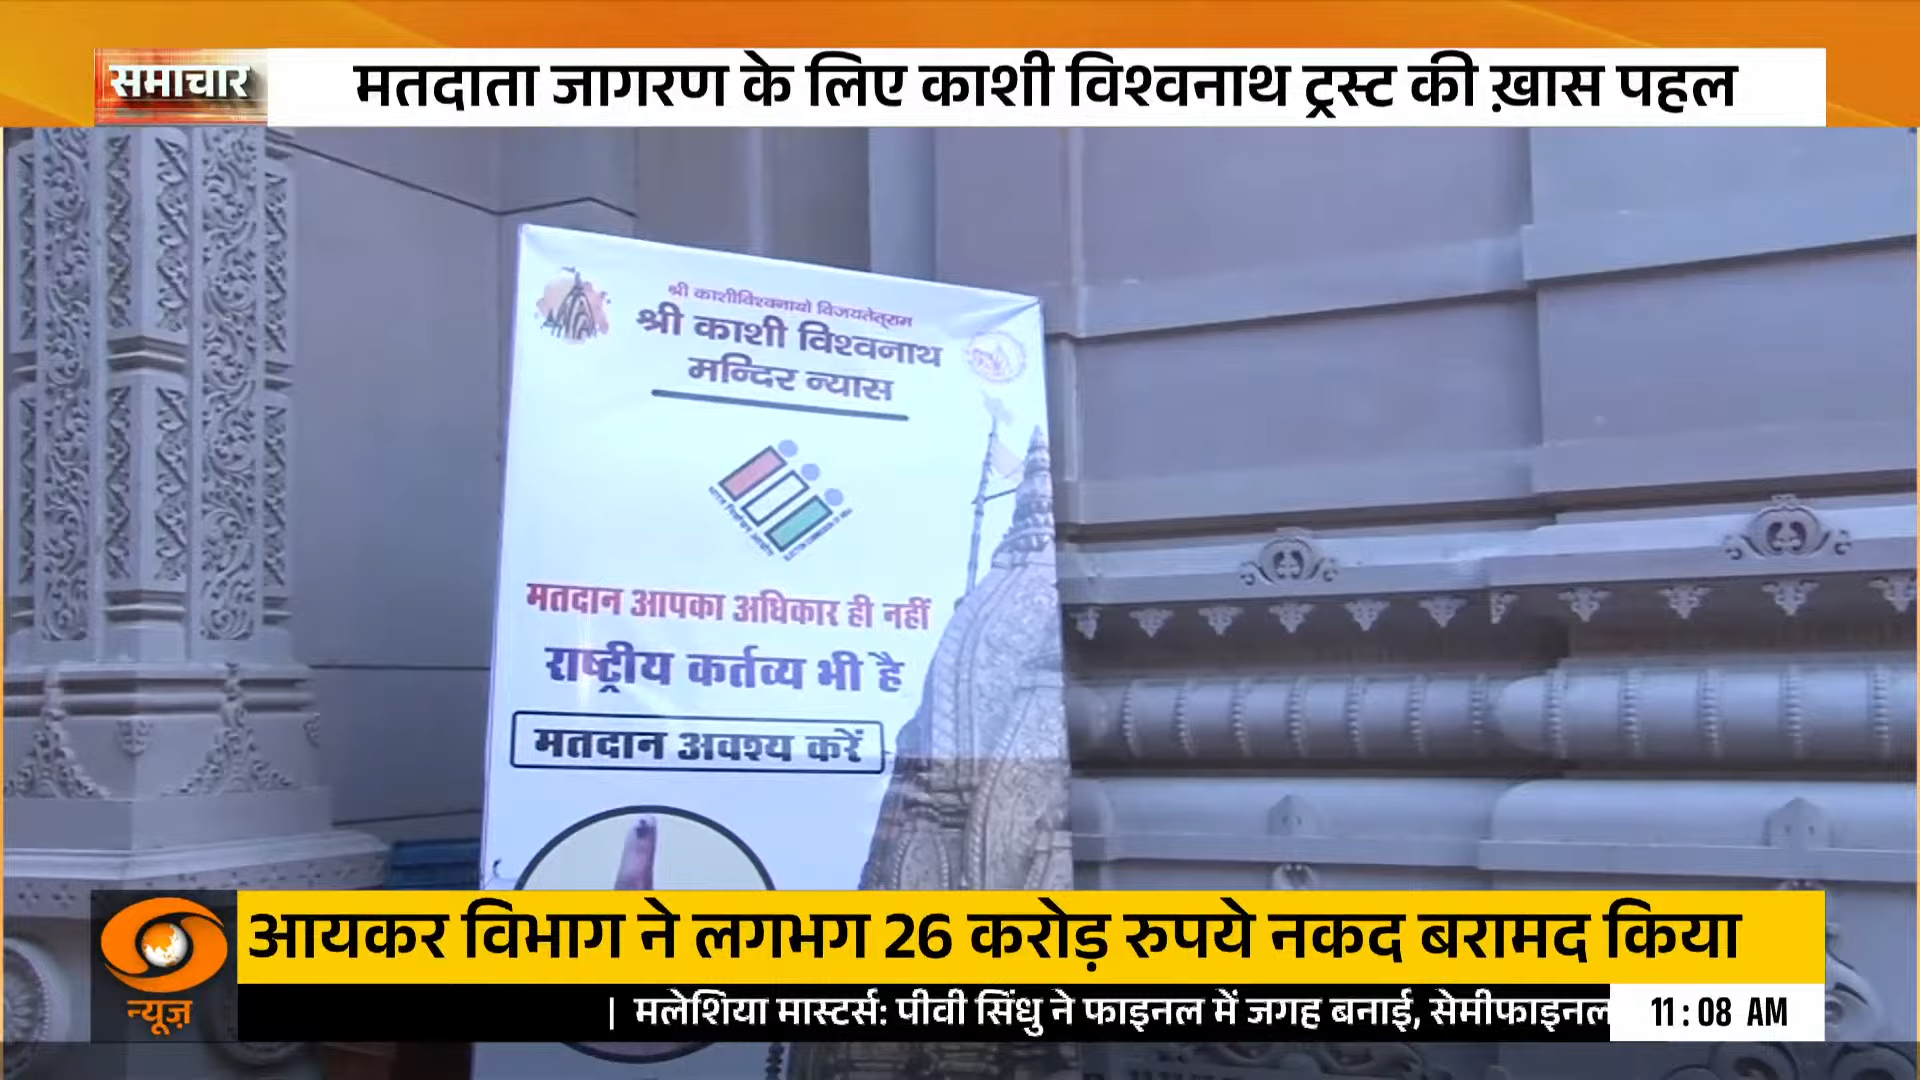 समाचार
मतदाता जागरण के लिए काशी विश्वनाथ ट्रस्ट की ख़ास पहल
श्री काशीविश्वनाथो विजयतेतराम
श्री काशी विश्वनाथ
मन्दिर न्यास
मतदान आपका अधिकार ही नहीं
राष्ट्रीय कर्तव्य भी है
मतदान अवश्य करें
आयकर विभाग ने लगभग 26 करोड़ रुपये नकद बरामद किया
न्यूज़
| मलेशिया मास्टर्स: पीवी सिंधु ने फाइनल में जगह बनाई, सेमीफाइनल
11:08 AM